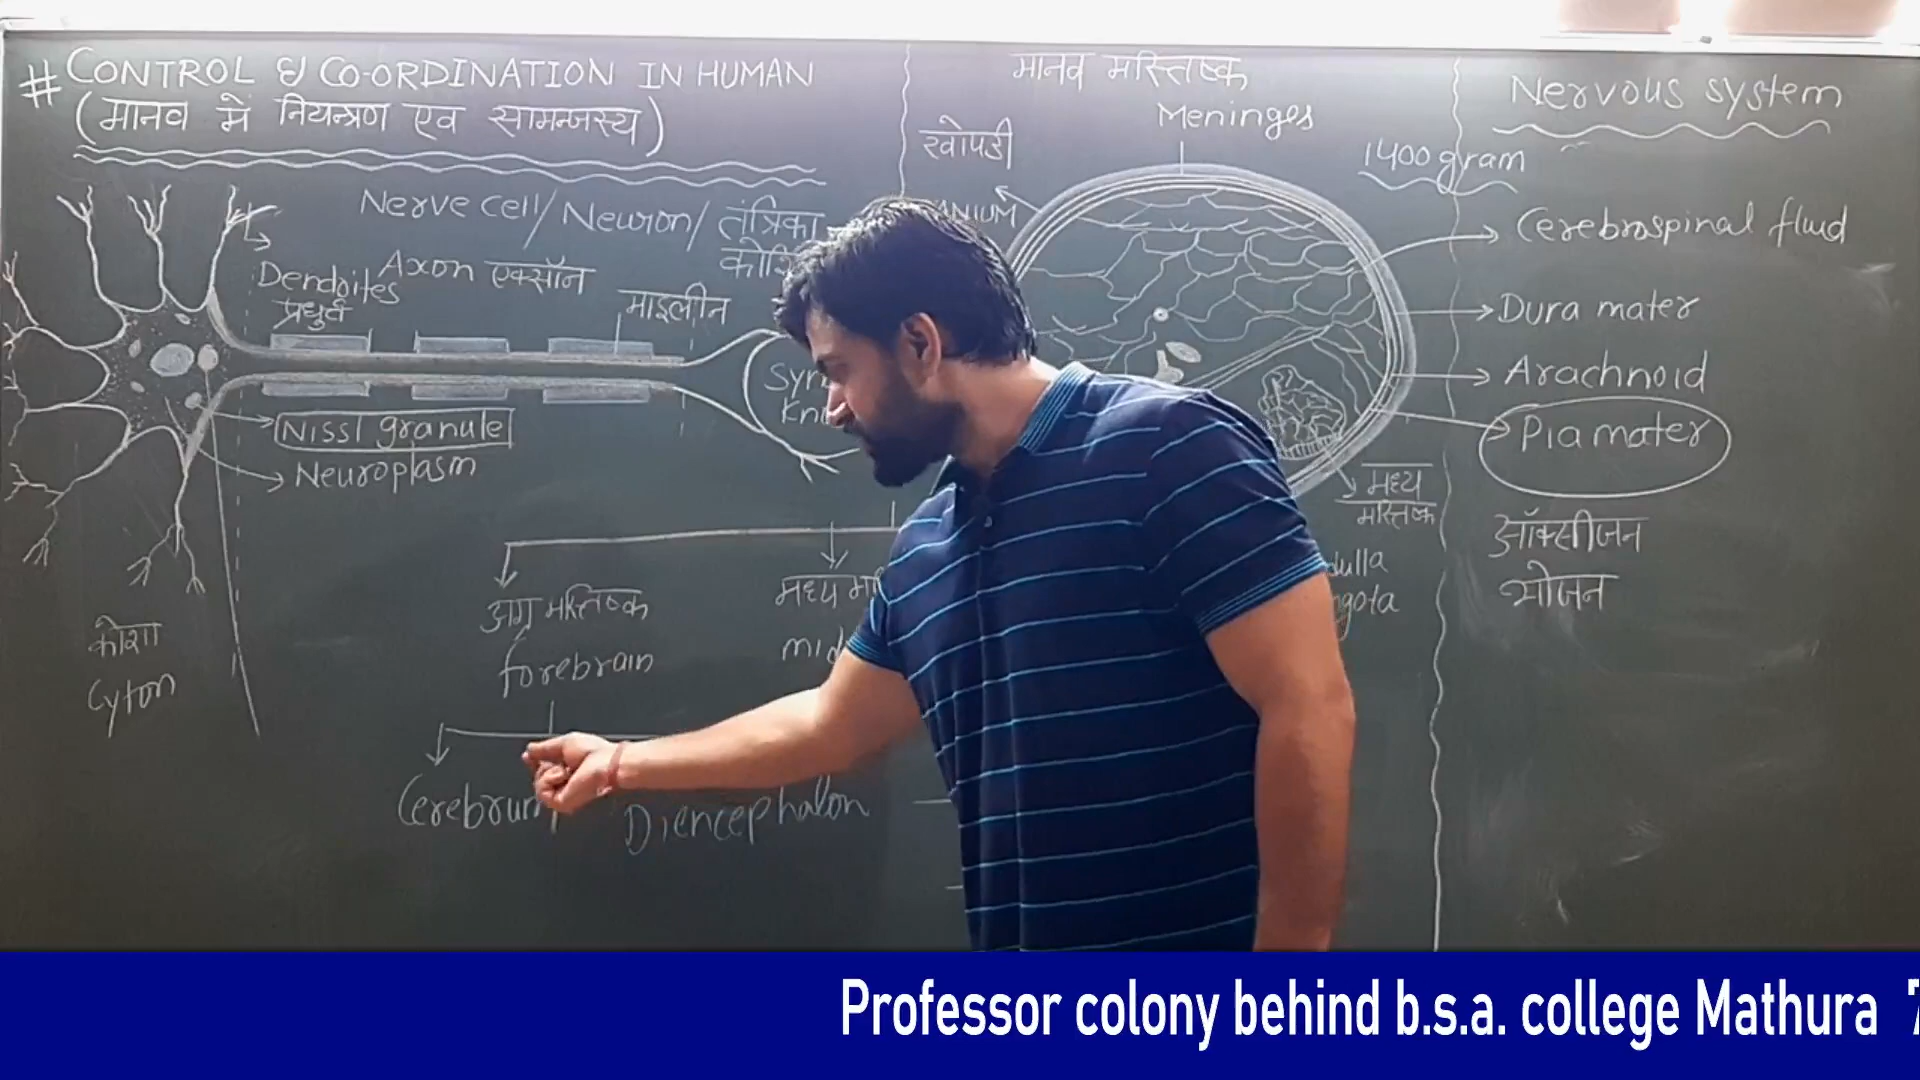 # CONTROL & CO-ORDINATION IN HUMAN
(मानव में नियन्त्रण एव सामन्जस्य)
Nerve cell/Neuron/तंत्रिका
Dendrites
Axon एक्सॉन
माइलीन
Nissl granule
Neuroplasm
कोशा
Cyton
मानव मस्तिष्क
Meninges
खोपडी
1400 gram
मध्य
मस्तिष्क
अग्र मस्तिष्क
forebrain
मध्य
Cerebrum
Diencephalon
Nervous system
Cerebrospinal fluid
Dura mater
Arachnoid
Pia mater
ऑक्सीजन
भोजन
Professor colony behind b.s.a. college Mathura